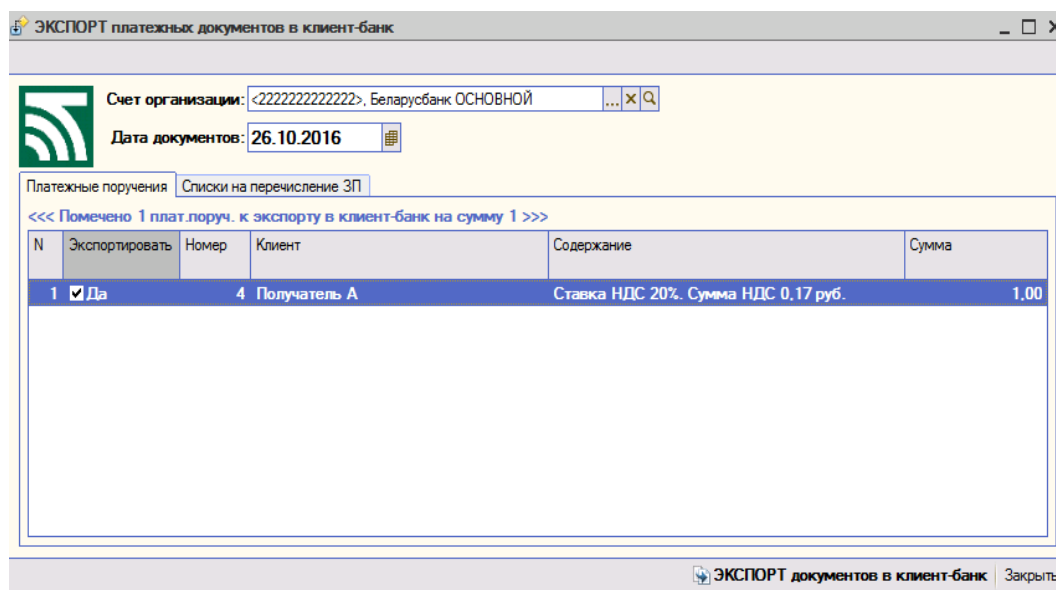 ЭКСПОРТ платежных документов в клиент-банк
Счет организации: <2222222222222>, Беларусбанк ОСНОВНОЙ ...
Дата документов: 26.10.2016
Платежные поручения Списки на перечисление ЗП
<<< Помечено 1 плат.поруч. к экспорту в клиент-банк на сумму 1 >>>
N Экспортировать Номер Клиент Содержание Сумма
1 Да 4 Получатель А Ставка НДС 20%. Сумма НДС 0,17 руб. 1,00
ЭКСПОРТ документов в клиент-банк Закрыть